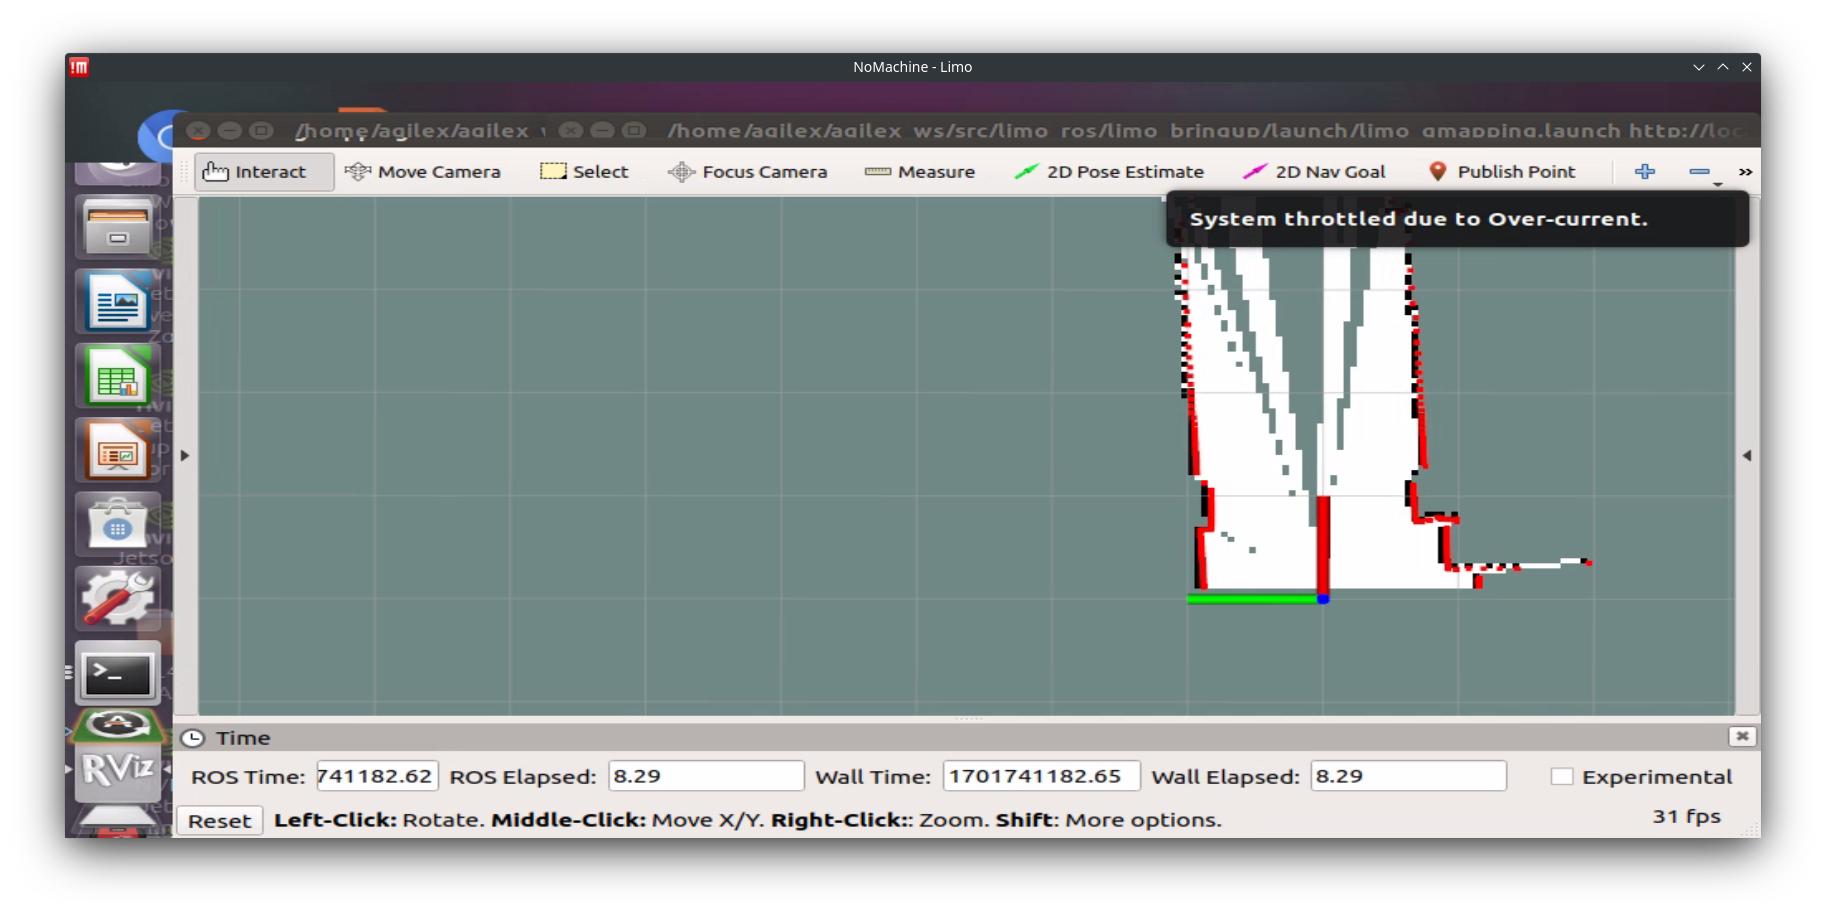 NoMachine - Limo
/home/agilex/agilex_w
/home/agilex/agilex_ws/src/limo_ros/limo_bringup/launch/limo_gmapping.launch http://loc
Interact
Move Camera
Select
Focus Camera
Measure
2D Pose Estimate
2D Nav Goal
Publish Point
System throttled due to Over-current.
Time
ROS Time: 741182.62 ROS Elapsed: 8.29 Wall Time: 1701741182.65 Wall Elapsed: 8.29 Experimental
Reset Left-Click: Rotate. Middle-Click: Move X/Y. Right-Click:: Zoom. Shift: More options. 31 fps
RViz
Jetso